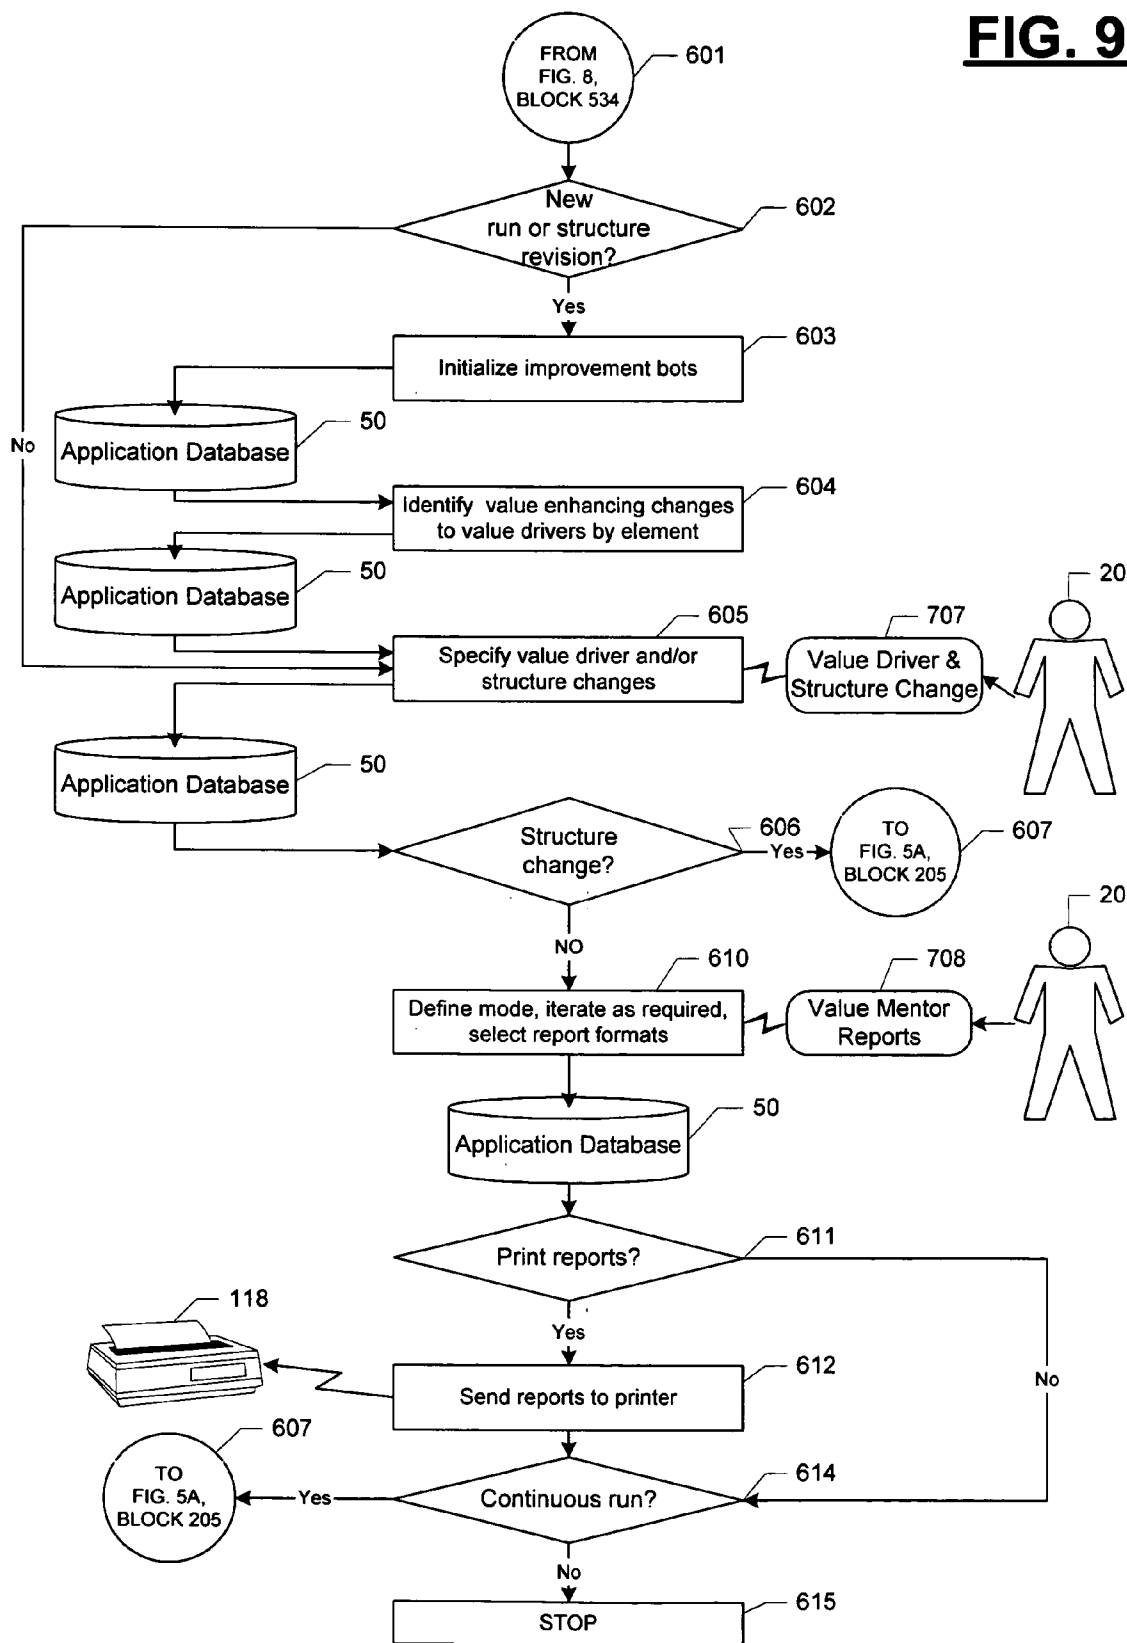 FIG. 9
FROM
FIG. 8,
BLOCK 534
601
New
run or structure
revision?
602
Yes
603
Initialize improvement bots
50
Application Database
No
604
Identify value enhancing changes
to value drivers by element
50
Application Database
20
605
707
Specify value driver and/or
structure changes
Value Driver &
Structure Change
50
Application Database
Structure
change?
606
Yes
TO
FIG. 5A,
BLOCK 205
607
20
NO
610
708
Define mode, iterate as required,
select report formats
Value Mentor
Reports
50
Application Database
Print reports?
611
118
Yes
612
Send reports to printer
No
607
TO
FIG. 5A,
BLOCK 205
Yes
Continuous run?
614
No
615
STOP